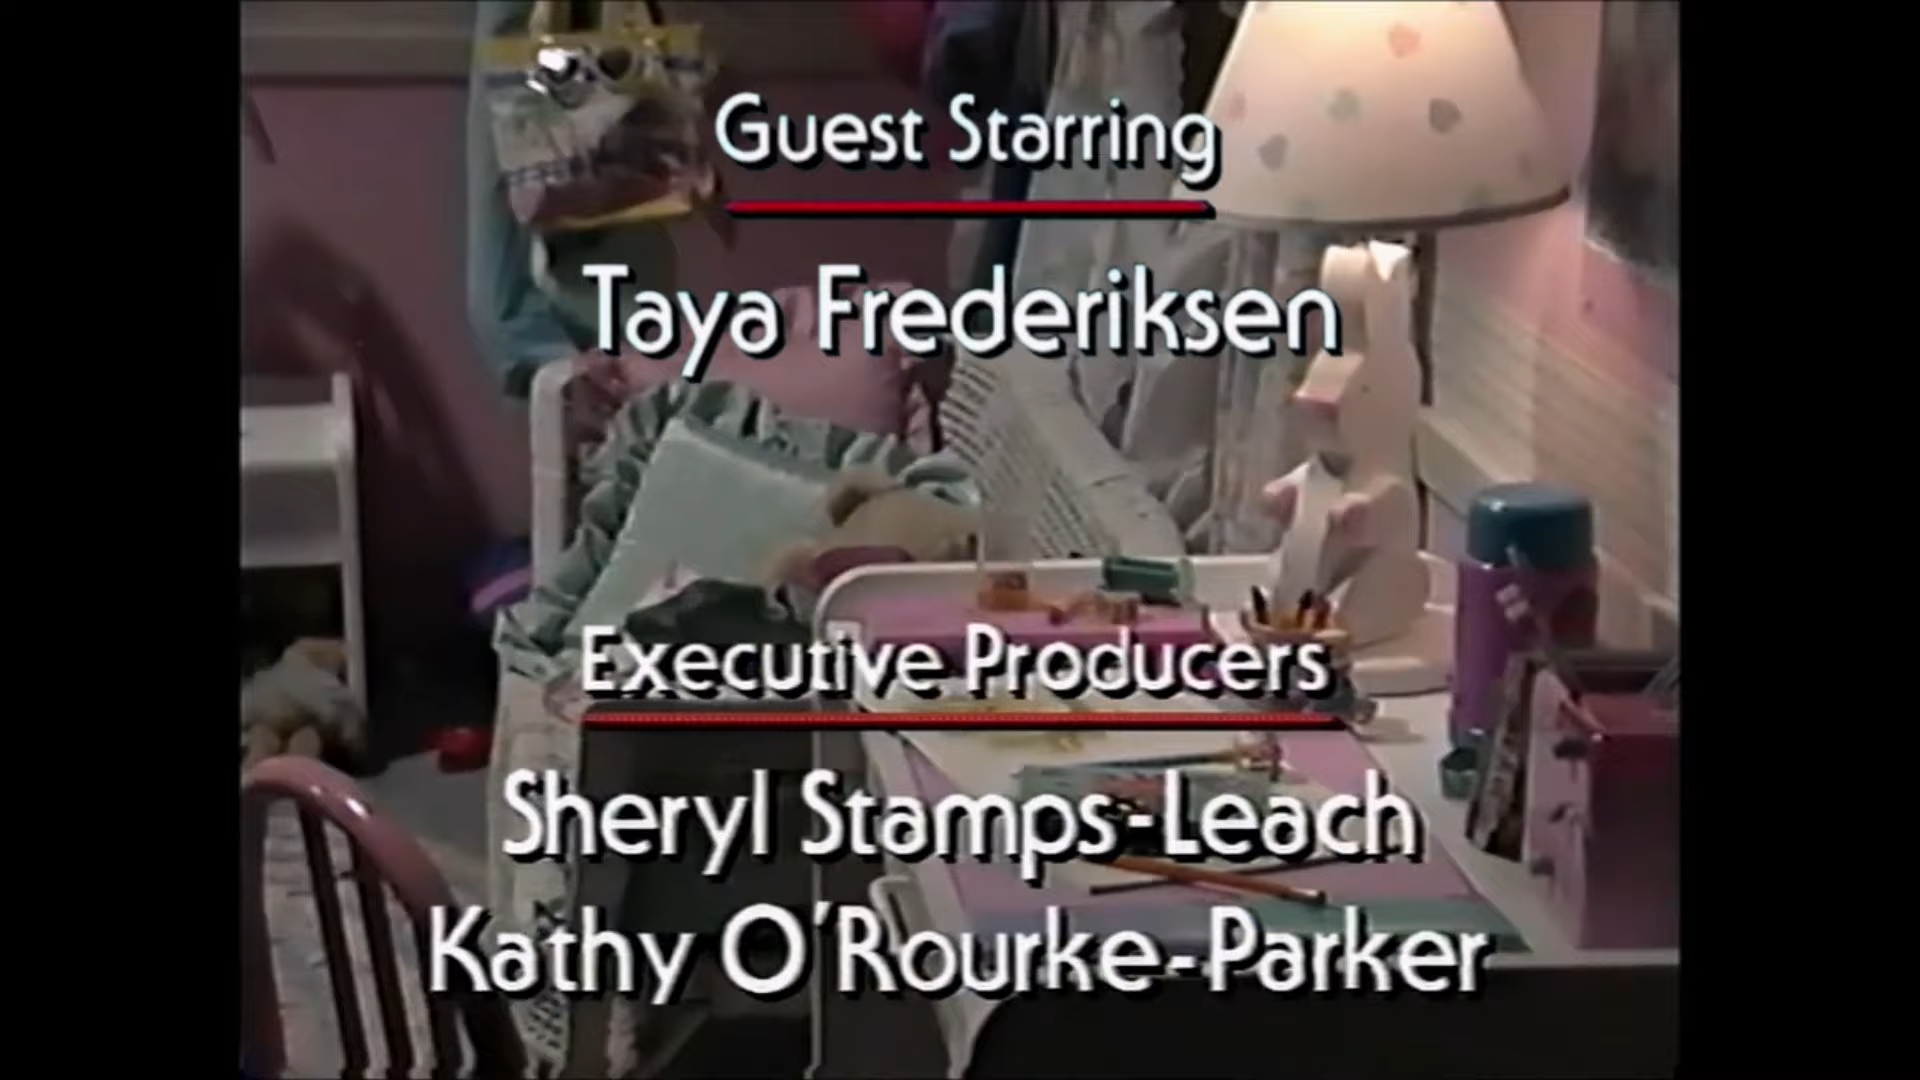 Guest Starring
Taya Frederiksen
Executive Producers
Sheryl Stamps-Leach
Kathy O'Rourke-Parker